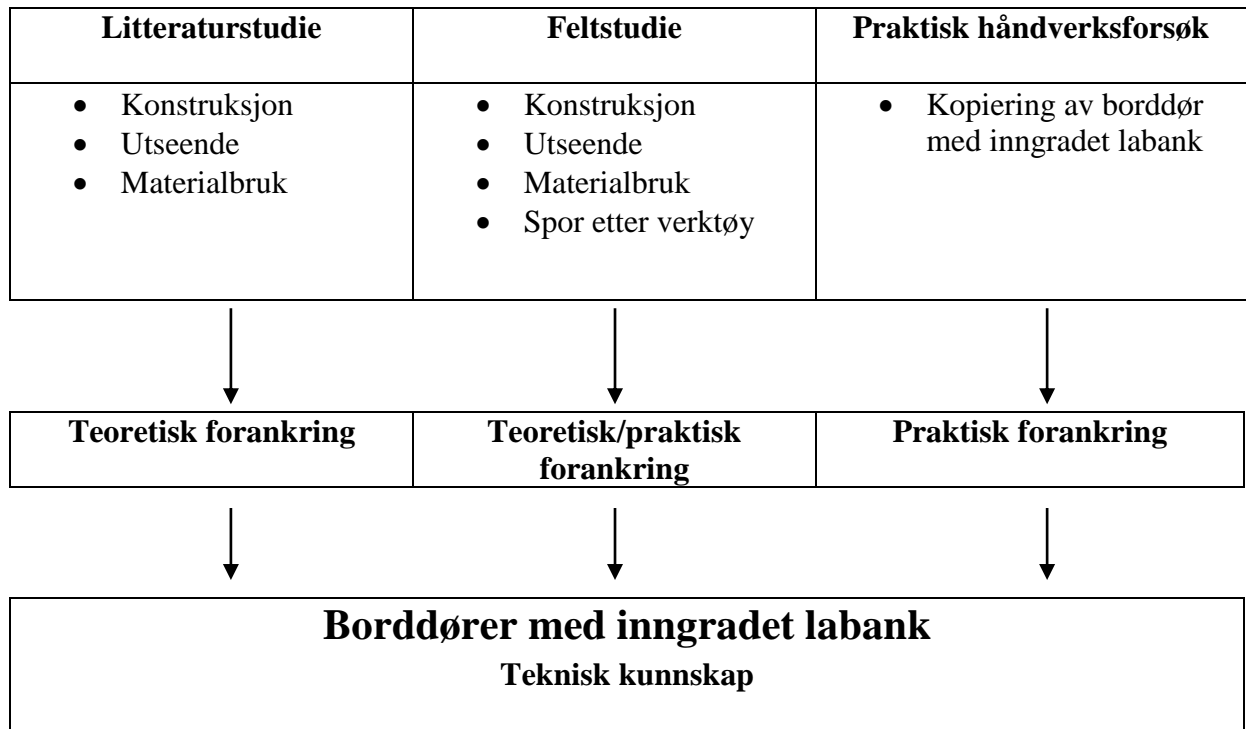 Litteraturstudie
Feltstudie
Praktisk håndverksforsøk
• Konstruksjon
• Utseende
• Materialbruk
• Konstruksjon
• Utseende
• Materialbruk
• Spor etter verktøy
• Kopiering av borddør
med inngradet labank
Teoretisk forankring
Teoretisk/praktisk
forankring
Praktisk forankring
Borddører med inngradet labank
Teknisk kunnskap